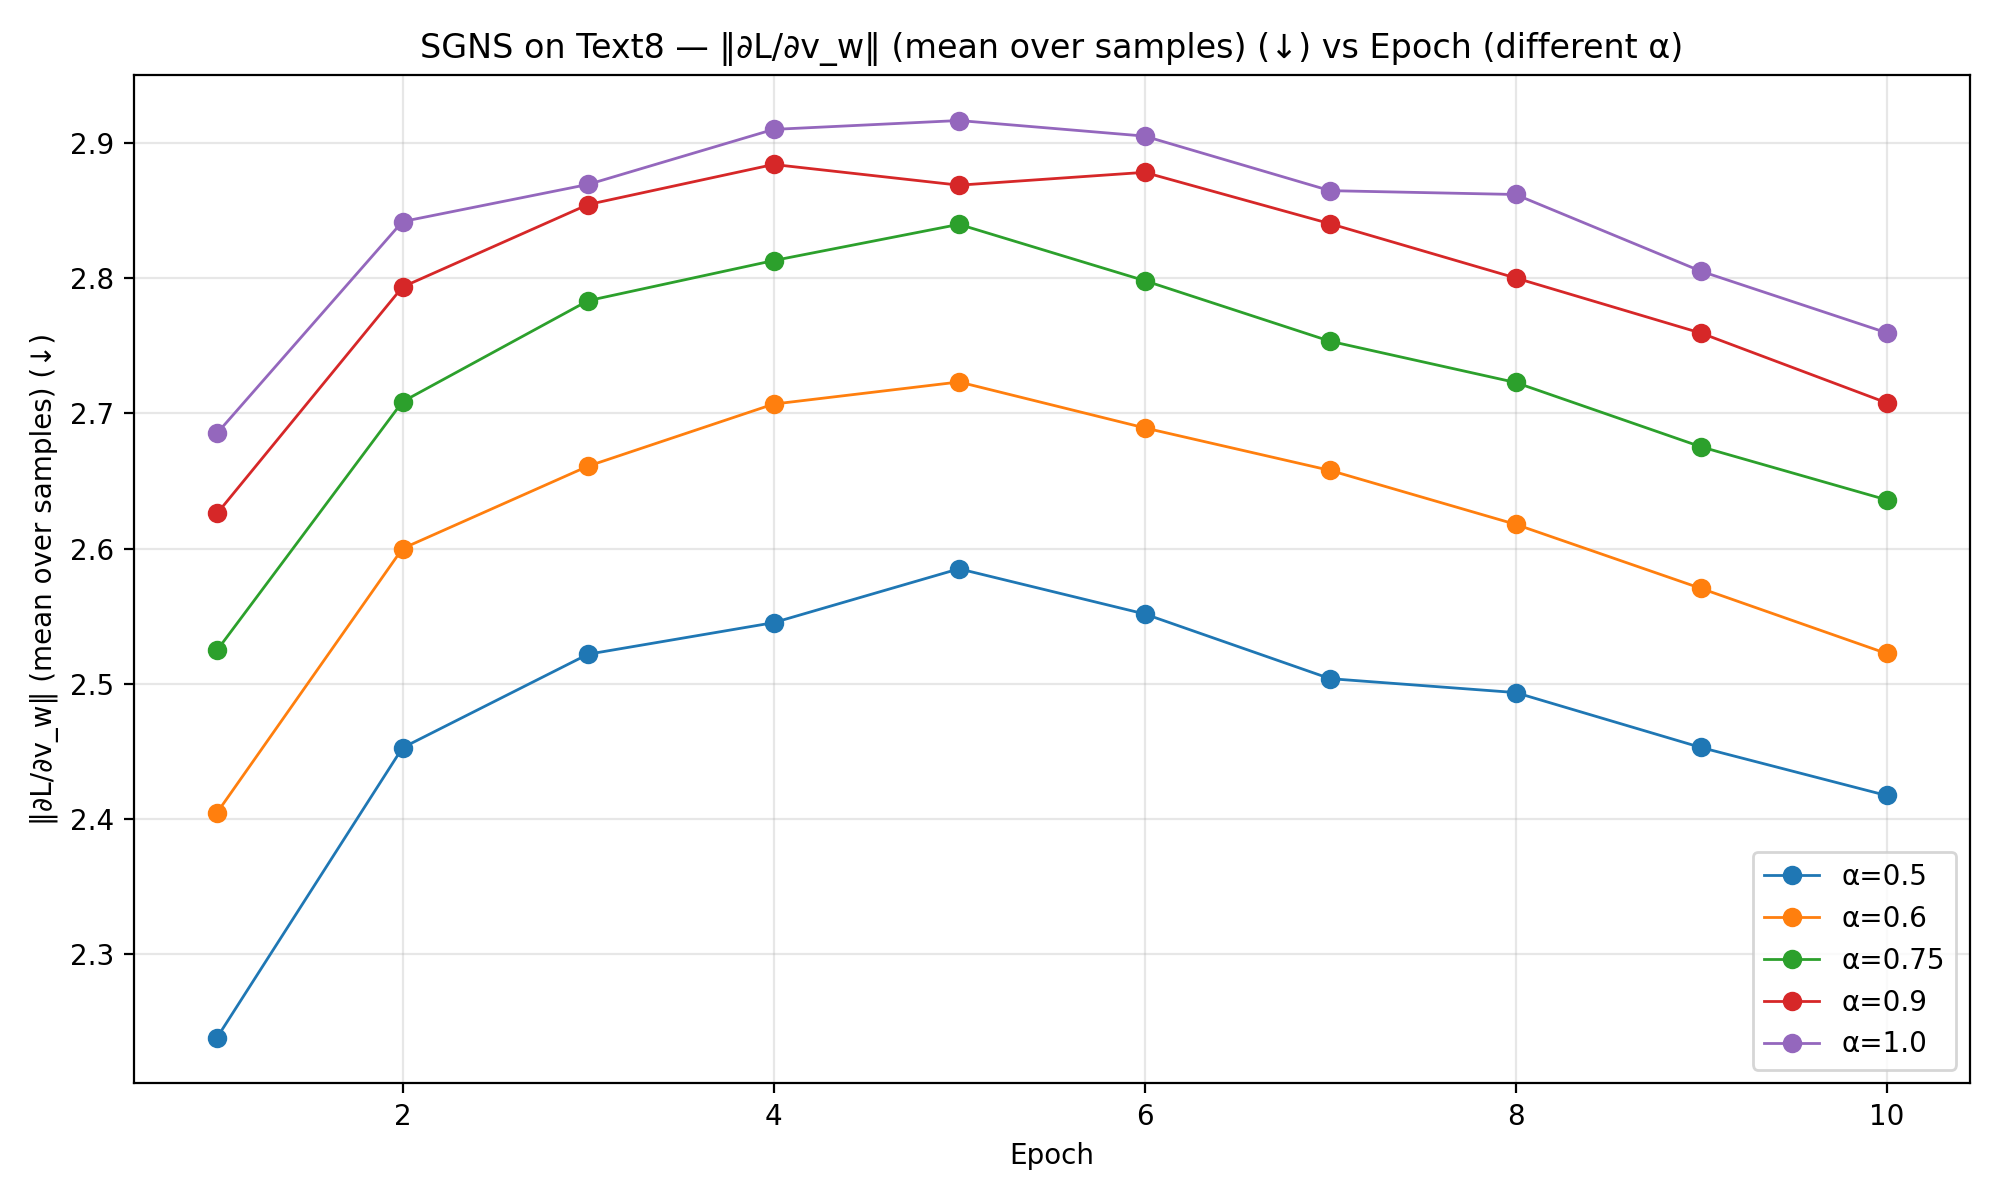 SGNS on Text8 — ‖∂L/∂v_w‖ (mean over samples) (↓) vs Epoch (different α)
‖∂L/∂v_w‖ (mean over samples) (↓)
2.9
2.8
2.7
2.6
2.5
2.4
2.3
2 4 6 8 10
Epoch
α=0.5
α=0.6
α=0.75
α=0.9
α=1.0